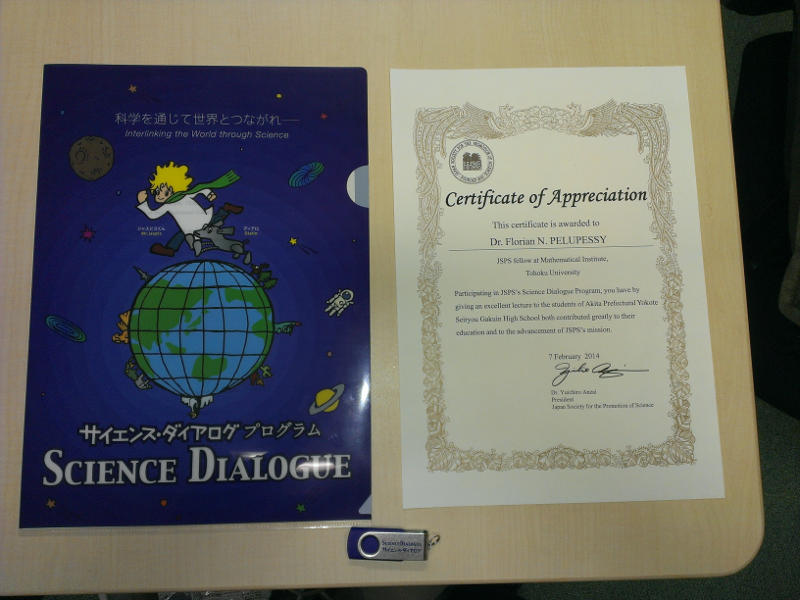 科学を通じて世界とつながれ—
Interlinking the World through Science
サイエンス・ダイアログ プログラム
SCIENCE DIALOGUE
Certificate of Appreciation
This certificate is awarded to
Dr. Florian N. PELUPESSY
JSPS fellow at Mathematical Institute,
Tohoku University
Participating in JSPS's Science Dialogue Program, you have by
giving an excellent lecture to the students of Akita Prefectural Yokote
Seiryou Gakuin High School both contributed greatly to their
education and to the advancement of JSPS's mission.
7 February 2014
Dr. Yuichiro Anzai
President
Japan Society for the Promotion of Science
SCIENCE DIALOGUE
サイエンス・ダイアログ